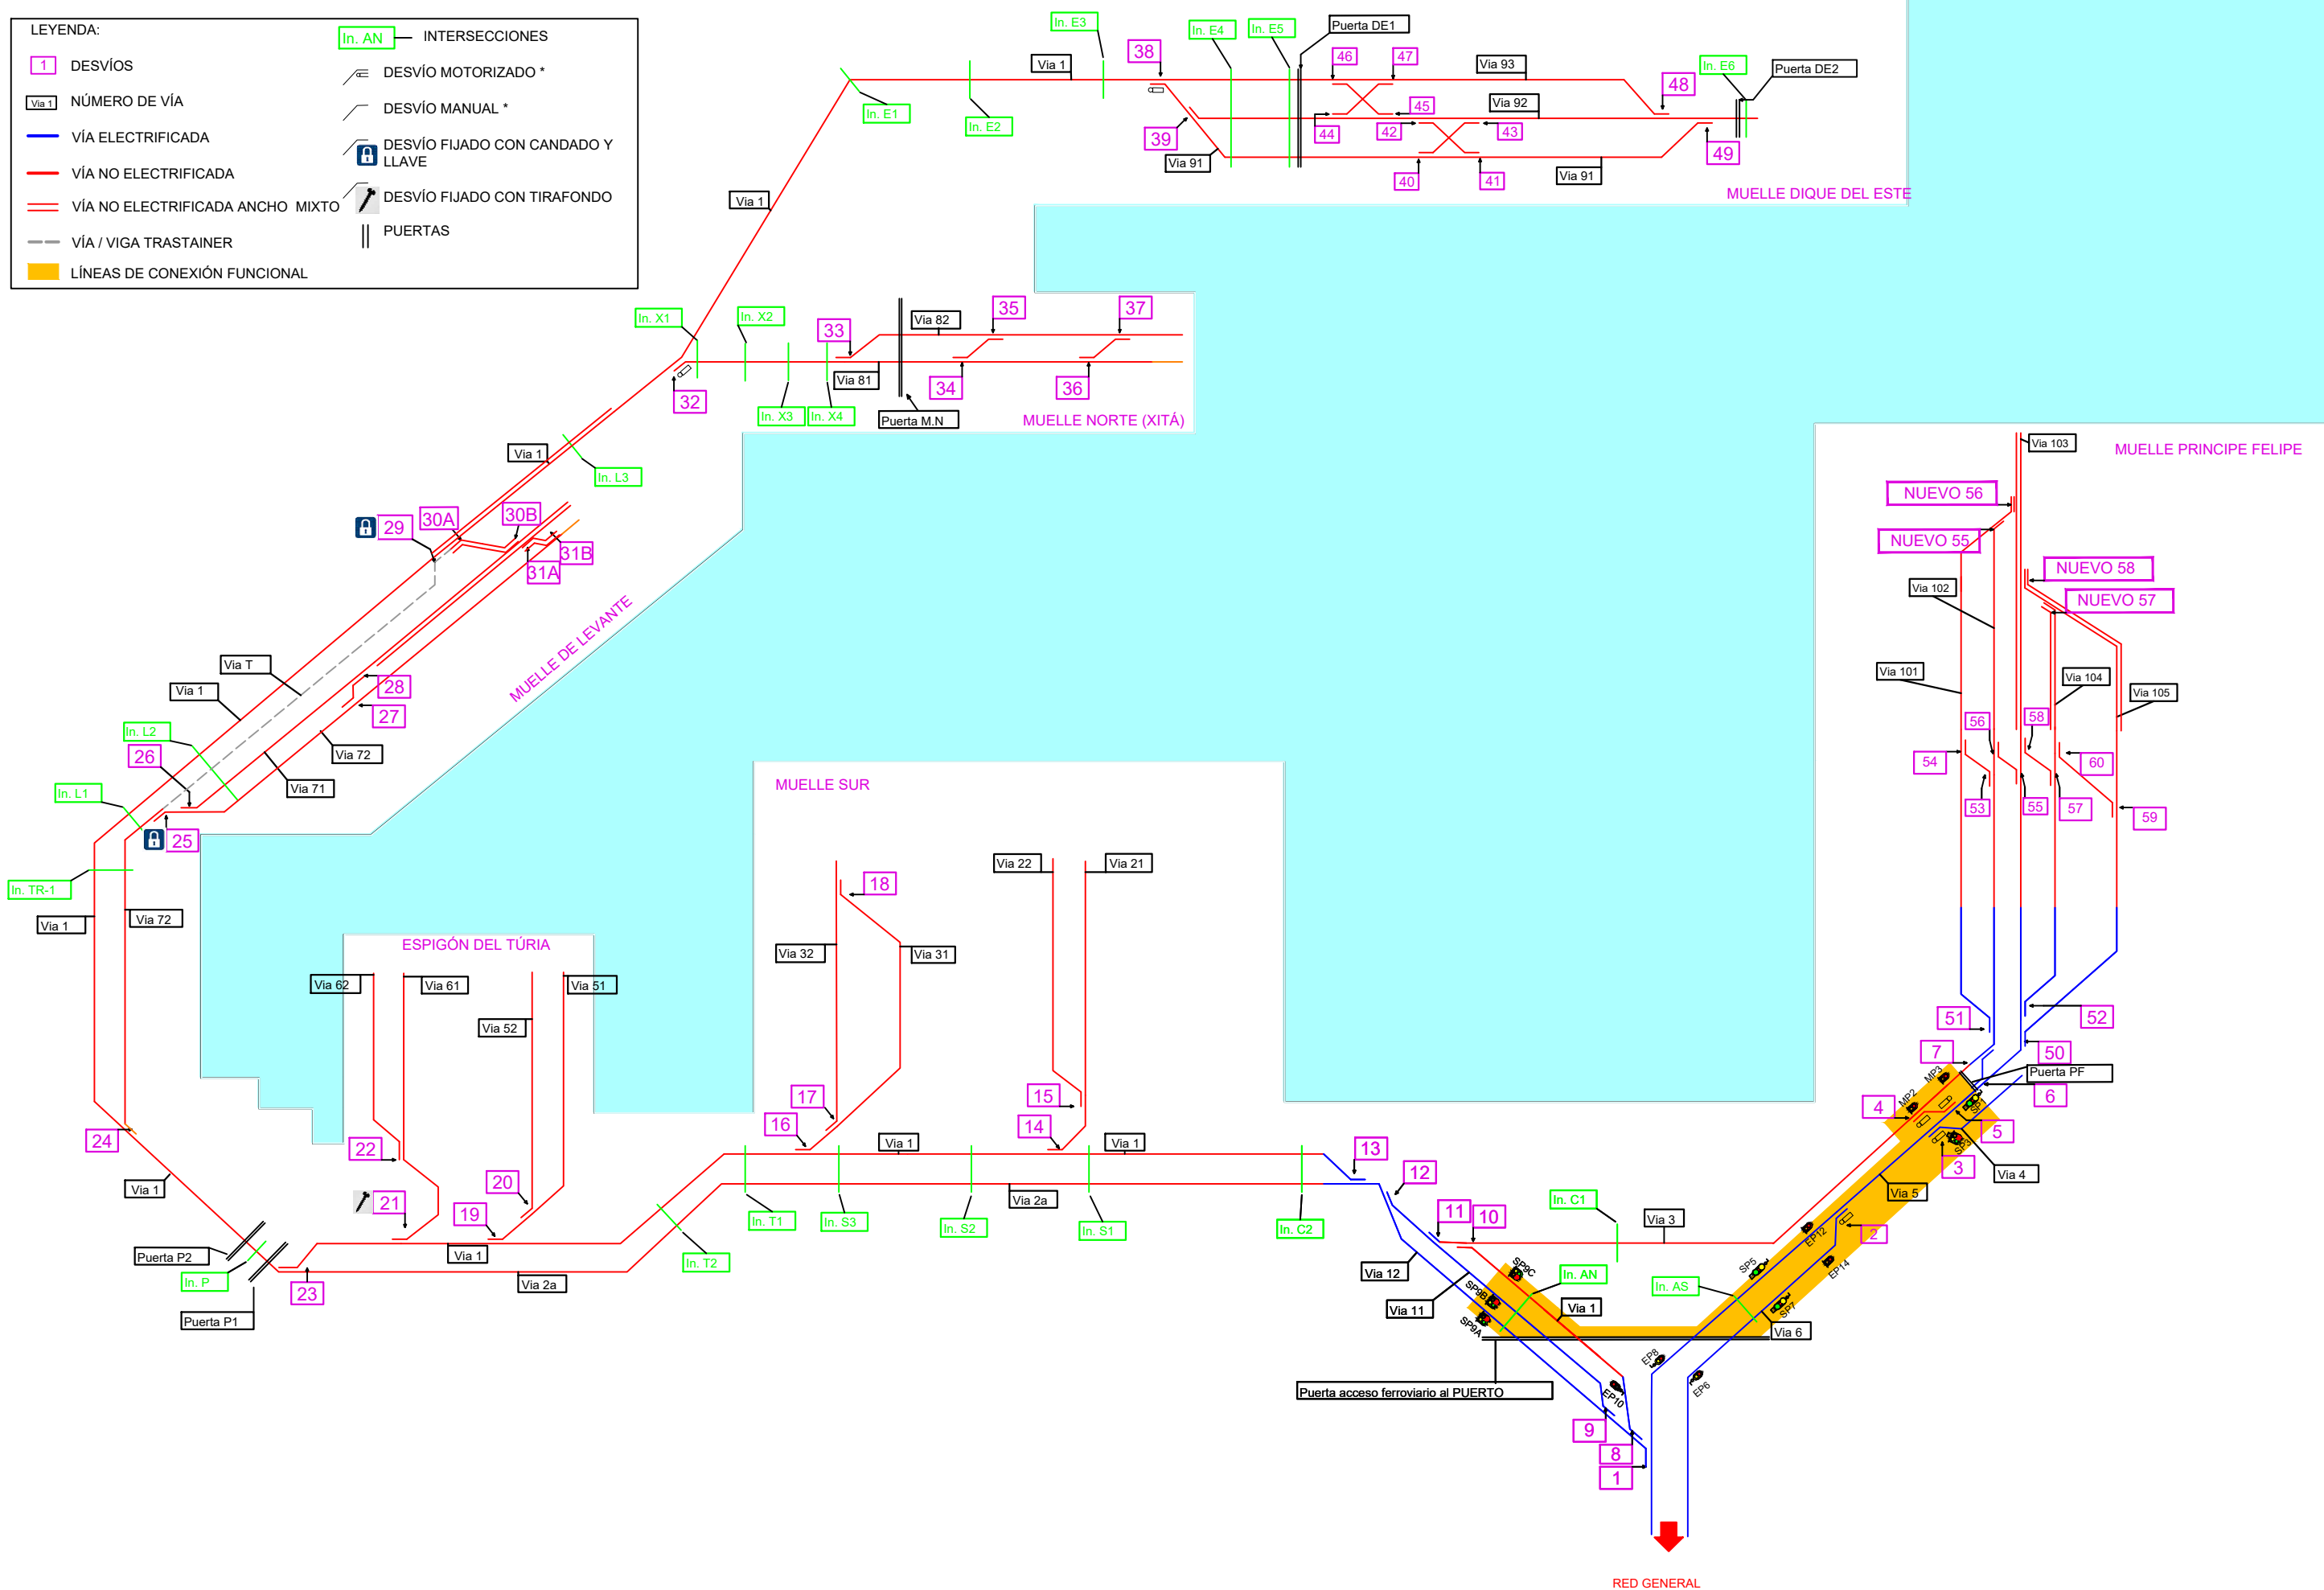 LEYENDA:
1 DESVÍOS
Via 1 NÚMERO DE VÍA
VÍA ELECTRIFICADA
VÍA NO ELECTRIFICADA
VÍA NO ELECTRIFICADA ANCHO MIXTO
VÍA / VIGA TRASTAINER
LÍNEAS DE CONEXIÓN FUNCIONAL
In. AN INTERSECCIONES
DESVÍO MOTORIZADO *
DESVÍO MANUAL *
DESVÍO FIJADO CON CANDADO Y
LLAVE
DESVÍO FIJADO CON TIRAFONDO
PUERTAS
In. E3
Via 1
38
In. E4
In. E5
Puerta DE1
46
47
Via 93
In. E6
Puerta DE2
48
In. E1
In. E2
39
Via 91
44
45
42
Via 92
43
40
41
Via 91
49
MUELLE DIQUE DEL ESTE
Via 1
In. X1
In. X2
33
Via 82
35
37
32
In, X3
In. X4
Via 81
34
36
Puerta M.N
MUELLE NORTE (XITÁ)
Via 1
In. L3
29
30A
30B
31A
31B
MUELLE DE LEVANTE
Via T
Via 1
28
27
In. L2
26
Via 72
Via 71
In. L1
25
In. TR-1
Via 1
Via 72
24
Via 1
Puerta P2
In. P
Puerta P1
23
ESPIGÓN DEL TÚRIA
Via 62
Via 61
Via 52
Via 51
22
21
20
19
Via 1
Via 2a
In. T2
MUELLE SUR
18
Via 32
Via 31
Via 22
Via 21
17
16
15
14
Via 1
Via 1
In. T1
In. S3
In. S2
Via 2a
In. S1
In. C2
13
12
11
10
In. C1
Via 3
Via 12
Via 11
SP9C
SP9B
SP9A
In. AN
Via 1
In. AS
Puerta acceso ferroviario al PUERTO
EP10
9
8
1
EP8
EP6
SP5
SP7
EP12
EP14
Via 6
2
Via 5
3
Via 4
5
4
MP2
MP3
SP1
SP3
6
7
Puerta PF
50
51
52
MUELLE PRINCIPE FELIPE
Via 103
NUEVO 56
NUEVO 55
NUEVO 58
NUEVO 57
Via 102
Via 101
Via 104
Via 105
56
58
54
60
53
55
57
59
RED GENERAL